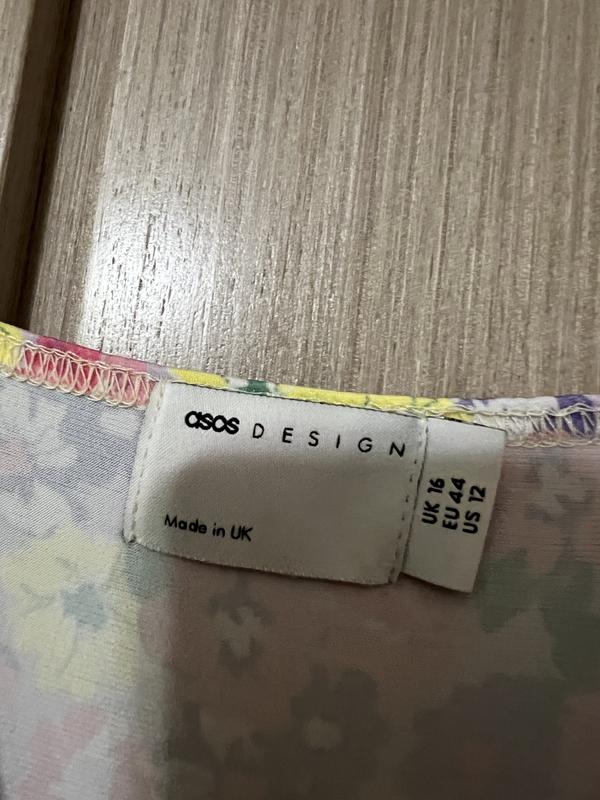 asos DESIGN
Made in UK
UK 16
EU 44
US 12